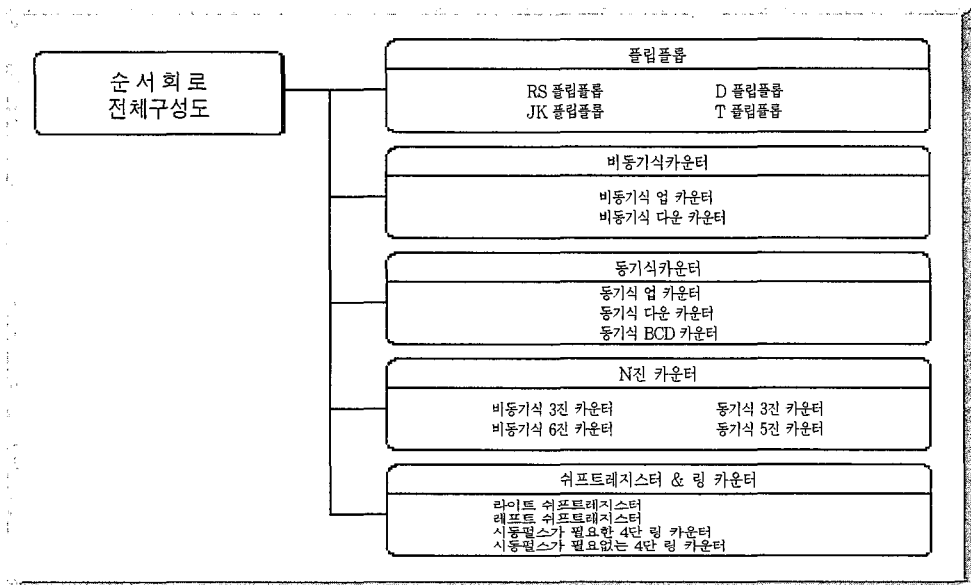 순 서 회 로
전체구성도
플립플롭
RS 플립플롭 D 플립플롭
JK 플립플롭 T 플립플롭
비동기식카운터
비동기식 업 카운터
비동기식 다운 카운터
동기식카운터
동기식 업 카운터
동기식 다운 카운터
동기식 BCD 카운터
N진 카운터
비동기식 3진 카운터 동기식 3진 카운터
비동기식 6진 카운터 동기식 5진 카운터
쉬프트레지스터 & 링 카운터
라이트 쉬프트레지스터
레프트 쉬프트레지스터
시동펄스가 필요한 4단 링 카운터
시동펄스가 필요없는 4단 링 카운터